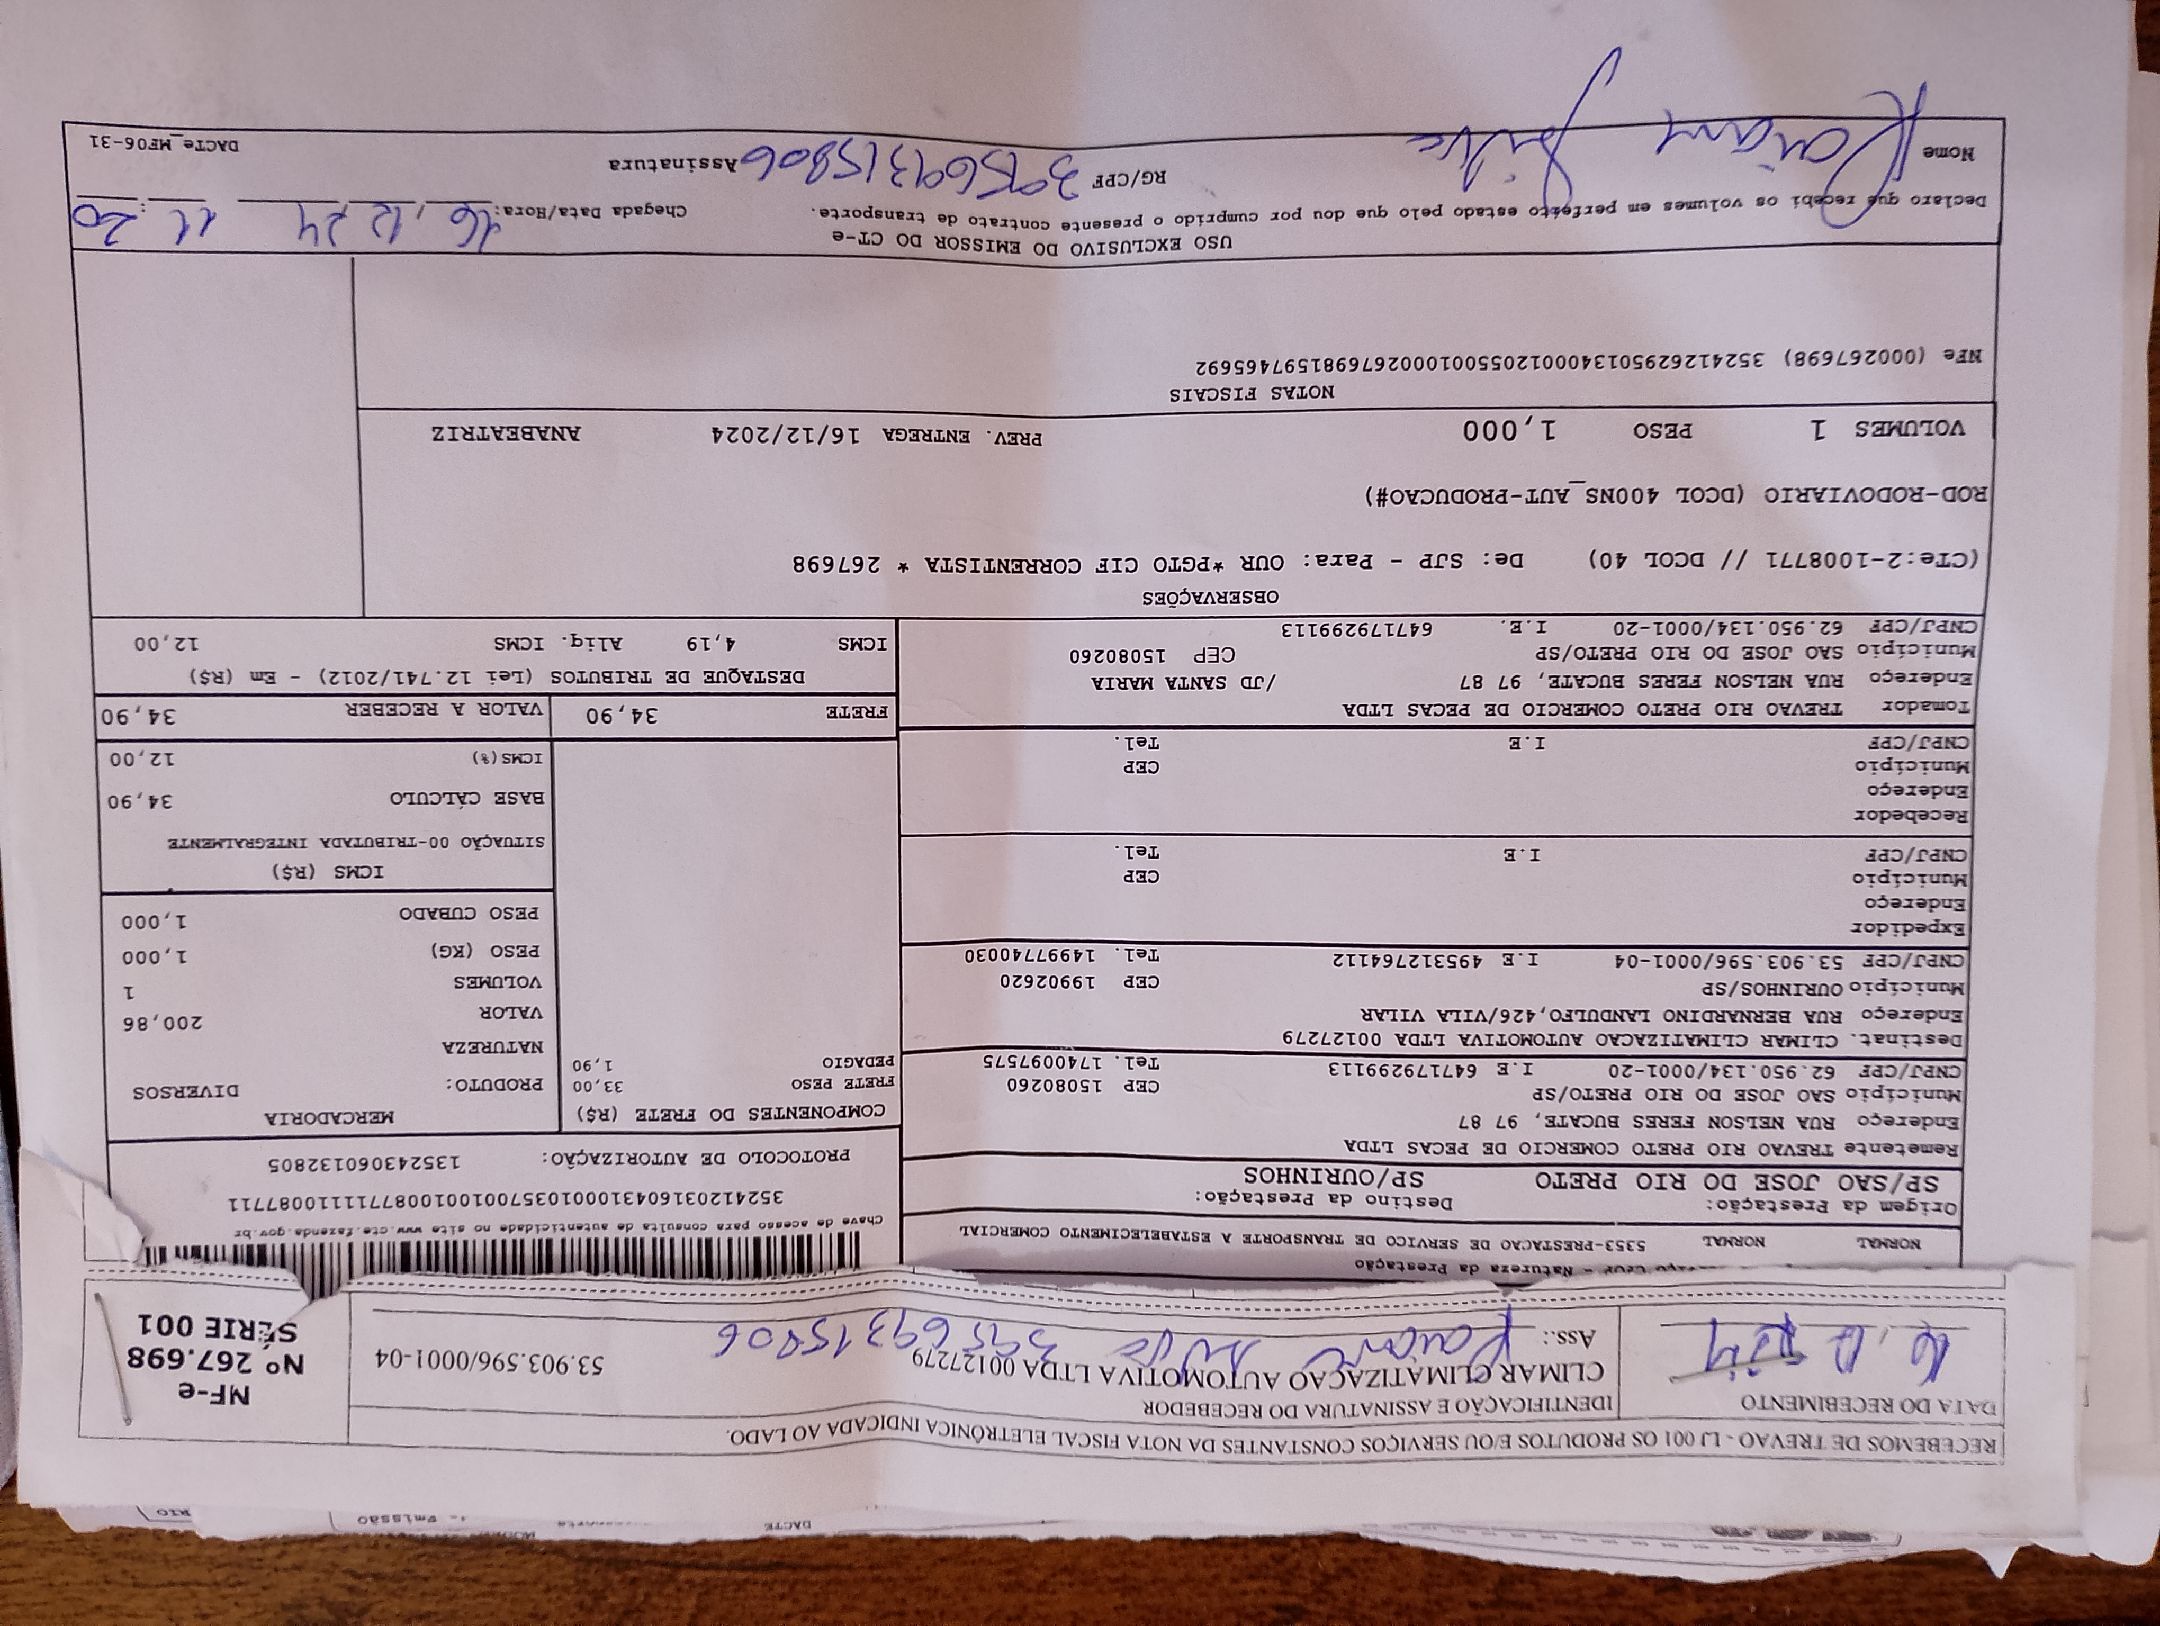 RECEBEMOS DE TREVAO - LJ 001 OS PRODUTOS E/OU SERVIÇOS CONSTANTES DA NOTA FISCAL ELETRÔNICA INDICADA AO LADO.
DATA DO RECEBIMENTO
IDENTIFICAÇÃO E ASSINATURA DO RECEBEDOR
CLIMAR CLIMATIZAÇAO AUTOMOTIVA LTDA 00127279 53.903.596/0001-04
Ass.: 39569315806
NF-e
Nº 267.698
SÉRIE 001
- Natureza da Prestação
NORMAL NORMAL 5353-PRESTACAO DE SERVICO DE TRANSPORTE A ESTABELECIMENTO COMERCIAL
Origem da Prestação: Destino da Prestação:
SP/SAO JOSE DO RIO PRETO SP/OURINHOS
Chave de acesso para consulta de autenticidade no site www.cte.fazenda.gov.br
PROTOCOLO DE AUTORIZAÇÃO: 135243060132805
Remetente TREVAO RIO PRETO COMERCIO DE PECAS LTDA
Endereço RUA NELSON FERES BUCATE, 97 87
Município SAO JOSE DO RIO PRETO/SP CEP 15080260
CNPJ/CPF 62.950.134/0001-20 I.E 647179299113 Tel. 1740097575
Destinat. CLIMAR CLIMATIZACAO AUTOMOTIVA LTDA 00127279
Endereço RUA BERNARDINO LANDULFO,426/VILA VILAR
Município OURINHOS/SP CEP 19902620
CNPJ/CPF 53.903.596/0001-04 I.E 495312764112 Tel. 14997740030
Expedidor
Endereço
Município CEP
CNPJ/CPF I.E Tel.
Recebedor
Endereço
Município CEP
CNPJ/CPF I.E Tel.
Tomador TREVAO RIO PRETO COMERCIO DE PECAS LTDA
Endereço RUA NELSON FERES BUCATE, 97 87 /JD SANTA MARIA
Município SAO JOSE DO RIO PRETO/SP CEP 15080260
CNPJ/CPF 62.950.134/0001-20 I.E. 647179299113
COMPONENTES DO FRETE (R$)
FRETE PESO 33,00
PEDAGIO 1,90
MERCADORIA
PRODUTO: DIVERSOS
NATUREZA
VALOR 200,86
VOLUMES 1
PESO (KG) 1,000
PESO CUBADO 1,000
ICMS (R$)
SITUAÇÃO 00-TRIBUTADA INTEGRALMENTE
BASE CÁLCULO 34,90
ICMS(%) 12,00
FRETE 34,90 VALOR A RECEBER 34,90
DESTAQUE DE TRIBUTOS (Lei 12.741/2012) - Em (R$)
ICMS 4,19 Aliq. ICMS 12,00
OBSERVAÇÕES
(CTe:2-1008771 // DCOL 40) De: SJP - Para: OUR *PGTO CIF CORRENTISTA * 267698
ROD-RODOVIARIO (DCOL 400NS_AUT-PRODUCAO#)
VOLUMES 1 PESO 1,000 PREV. ENTREGA 16/12/2024 ANABEATRIZ
NOTAS FISCAIS
NFe (000267698) 35241262950134000120550010002676981597465692
USO EXCLUSIVO DO EMISSOR DO CT-e
Declaro que recebi os volumes em perfeito estado pelo que dou por cumprido o presente contrato de transporte. Chegada Data/Hora: 16,12,24 11:20
Nome RG/CPF 39569315806 Assinatura
DACTe_MF06-31
DACTE